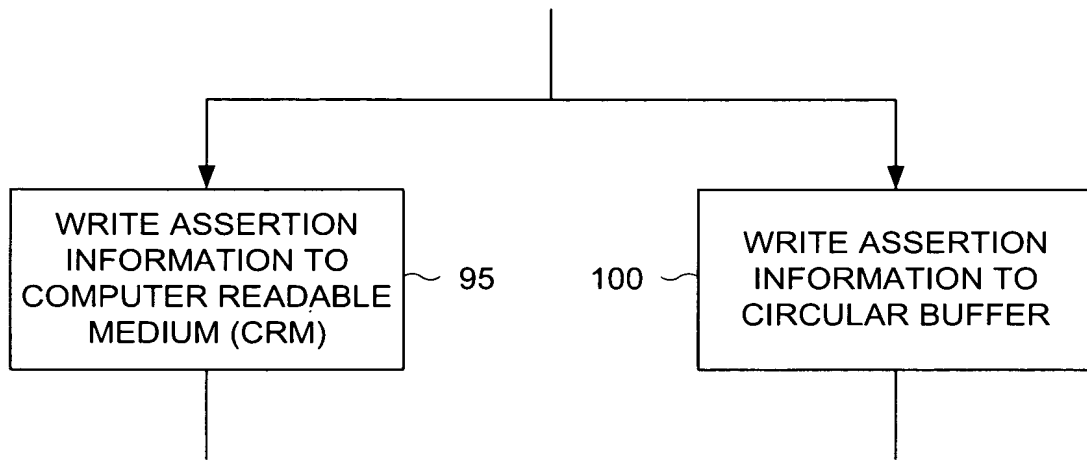 WRITE ASSERTION
INFORMATION TO
COMPUTER READABLE
MEDIUM (CRM)
95
100
WRITE ASSERTION
INFORMATION TO
CIRCULAR BUFFER